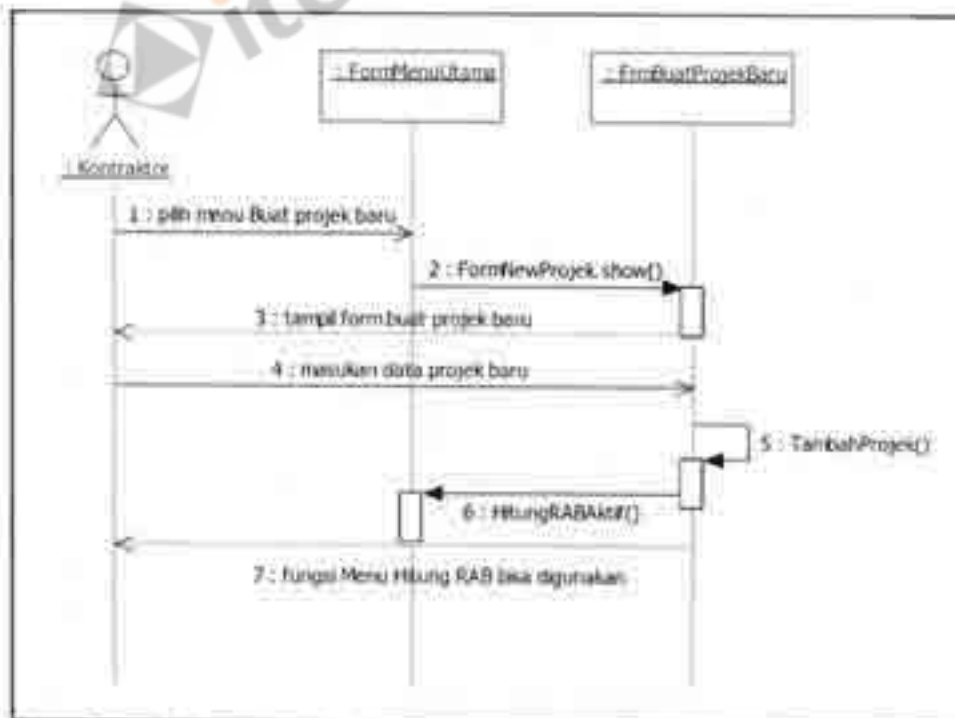 : FormMenuUtama
: FrmBuatProjekBaru
: Kontraktor
1 : pilih menu Buat projek baru
2 : FormNewProjek.show()
3 : tampil form buat projek baru
4 : masukan data projek baru
5 : TambahProjek()
6 : HitungRABAktif()
7 : fungsi Menu Hitung RAB bisa digunakan